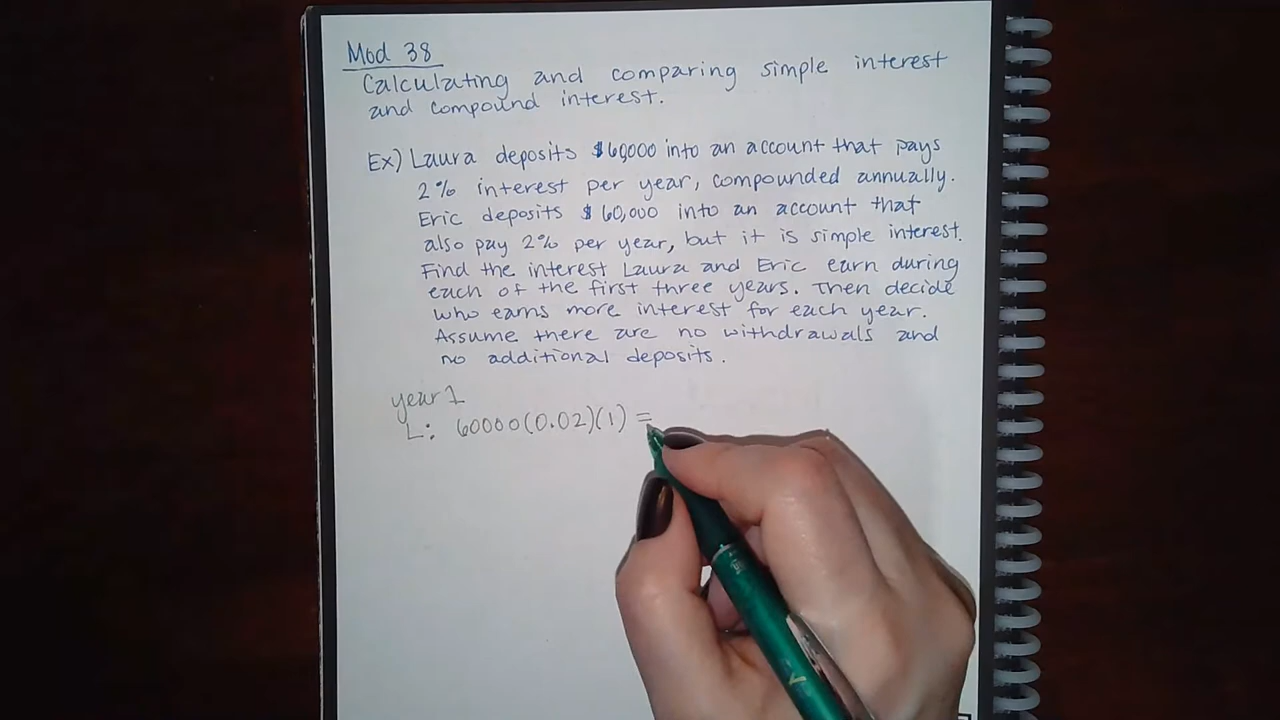 Mod 38
Calculating and comparing simple interest
and compound interest.
Ex) Laura deposits $60000 into an account that pays
2% interest per year, compounded annually.
Eric deposits $60,000 into an account that
also pay 2% per year, but it is simple interest.
Find the interest Laura and Eric earn during
each of the first three years. Then decide
who earns more interest for each year.
Assume there are no withdrawals and
no additional deposits.
year 1
L: 60000(0.02)(1) =